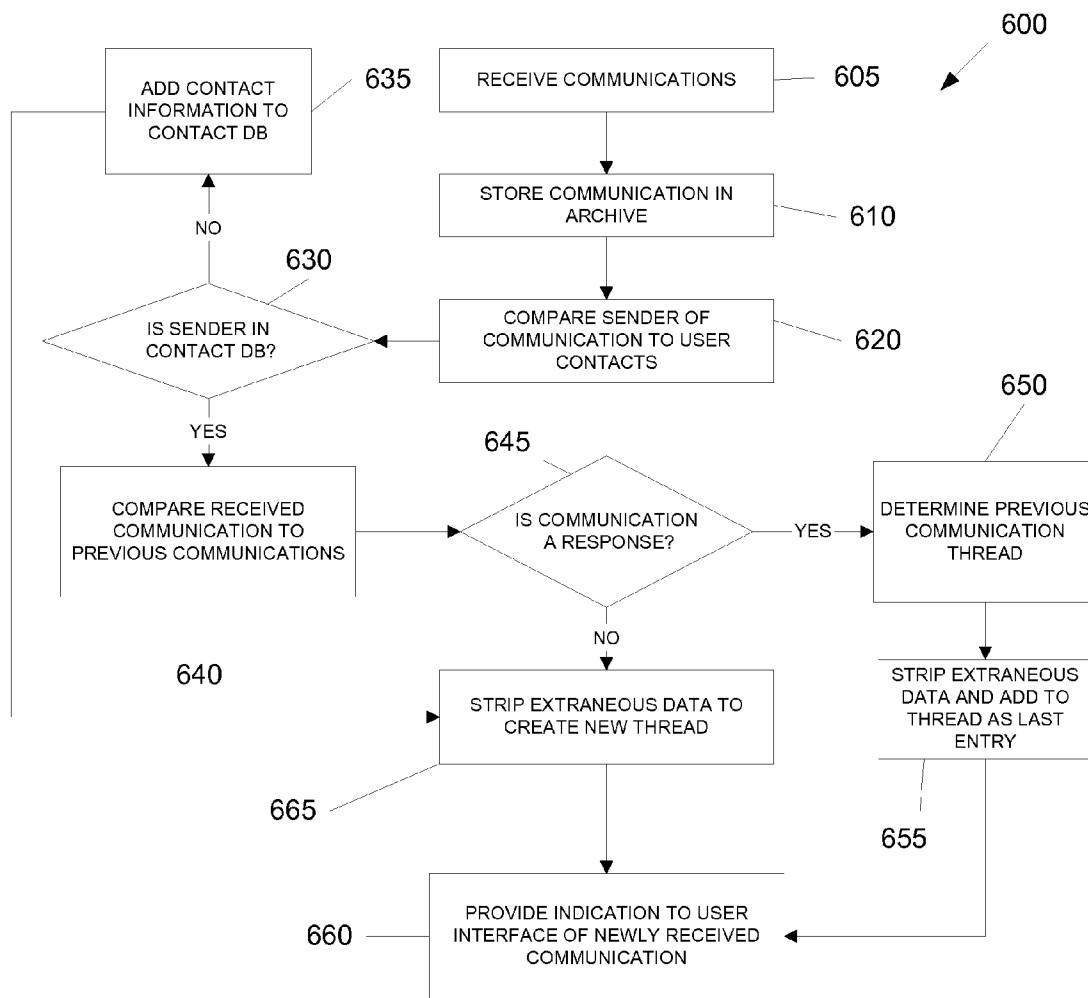 600
ADD CONTACT
INFORMATION TO
CONTACT DB
635
RECEIVE COMMUNICATIONS
605
STORE COMMUNICATION IN
ARCHIVE
610
NO
630
IS SENDER IN
CONTACT DB?
COMPARE SENDER OF
COMMUNICATION TO USER
CONTACTS
620
YES
COMPARE RECEIVED
COMMUNICATION TO
PREVIOUS COMMUNICATIONS
640
645
IS COMMUNICATION
A RESPONSE?
YES
650
DETERMINE PREVIOUS
COMMUNICATION
THREAD
NO
STRIP EXTRANEOUS DATA TO
CREATE NEW THREAD
665
STRIP EXTRANEOUS
DATA AND ADD TO
THREAD AS LAST
ENTRY
655
660
PROVIDE INDICATION TO USER
INTERFACE OF NEWLY RECEIVED
COMMUNICATION